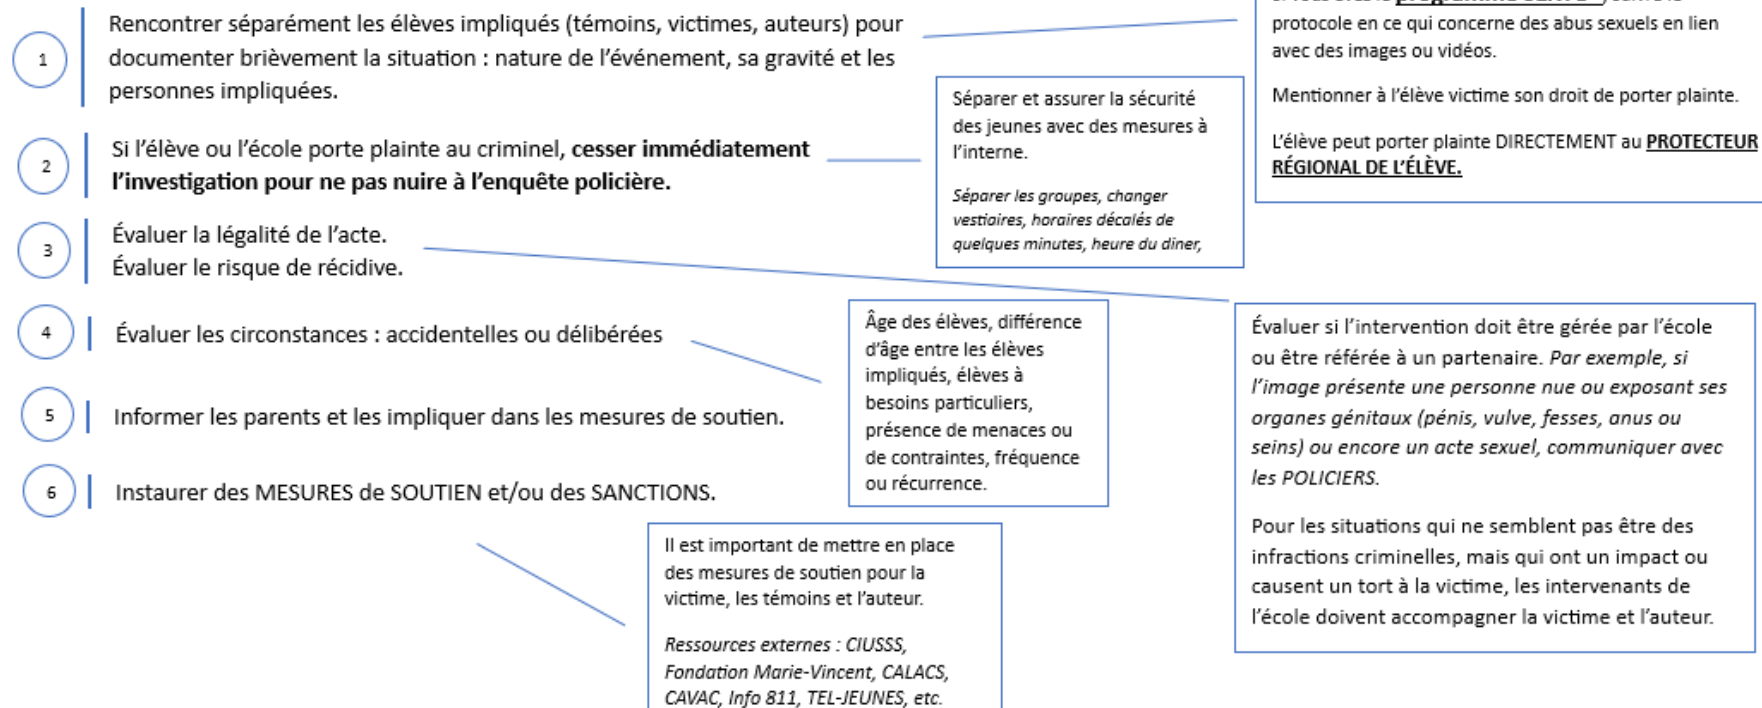 1
Rencontrer séparément les élèves impliqués (témoins, victimes, auteurs) pour
documenter brièvement la situation : nature de l’événement, sa gravité et les
personnes impliquées.
protocole en ce qui concerne des abus sexuels en lien
avec des images ou vidéos.
Mentionner à l’élève victime son droit de porter plainte.
L’élève peut porter plainte DIRECTEMENT au PROTECTEUR
RÉGIONAL DE L’ÉLÈVE.
2
Si l’élève ou l’école porte plainte au criminel, cesser immédiatement
l’investigation pour ne pas nuire à l’enquête policière.
Séparer et assurer la sécurité
des jeunes avec des mesures à
l’interne.
Séparer les groupes, changer
vestiaires, horaires décalés de
quelques minutes, heure du diner,
3
Évaluer la légalité de l’acte.
Évaluer le risque de récidive.
Évaluer si l’intervention doit être gérée par l’école
ou être référée à un partenaire. Par exemple, si
l’image présente une personne nue ou exposant ses
organes génitaux (pénis, vulve, fesses, anus ou
seins) ou encore un acte sexuel, communiquer avec
les POLICIERS.
Pour les situations qui ne semblent pas être des
infractions criminelles, mais qui ont un impact ou
causent un tort à la victime, les intervenants de
l’école doivent accompagner la victime et l’auteur.
4
Évaluer les circonstances : accidentelles ou délibérées
Âge des élèves, différence
d’âge entre les élèves
impliqués, élèves à
besoins particuliers,
présence de menaces ou
de contraintes, fréquence
ou récurrence.
5
Informer les parents et les impliquer dans les mesures de soutien.
6
Instaurer des MESURES de SOUTIEN et/ou des SANCTIONS.
Il est important de mettre en place
des mesures de soutien pour la
victime, les témoins et l’auteur.
Ressources externes : CIUSSS,
Fondation Marie-Vincent, CALACS,
CAVAC, Info 811, TEL-JEUNES, etc.